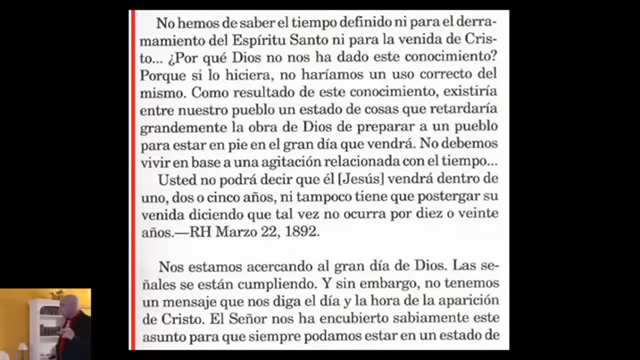 No hemos de saber el tiempo definido ni para el derra-
mamiento del Espíritu Santo ni para la venida de Cris-
to... ¿Por qué Dios no nos ha dado este conocimiento?
Porque si lo hiciera, no haríamos un uso correcto del
mismo. Como resultado de este conocimiento, existiría
entre nuestro pueblo un estado de cosas que retardaría
grandemente la obra de Dios de preparar a un pueblo
para estar en pie en el gran día que vendrá. No debemos
vivir en base a una agitación relacionada con el tiempo...
Usted no podrá decir que él [Jesús] vendrá dentro de
uno, dos o cinco años, ni tampoco tiene que postergar su
venida diciendo que tal vez no ocurra por diez o veinte
años.—RH Marzo 22, 1892.
Nos estamos acercando al gran día de Dios. Las se-
ñales se están cumpliendo. Y sin embargo, no tenemos
un mensaje que nos diga el día y la hora de la aparición
de Cristo. El Señor nos ha encubierto sabiamente este
asunto para que siempre podamos estar en un estado de